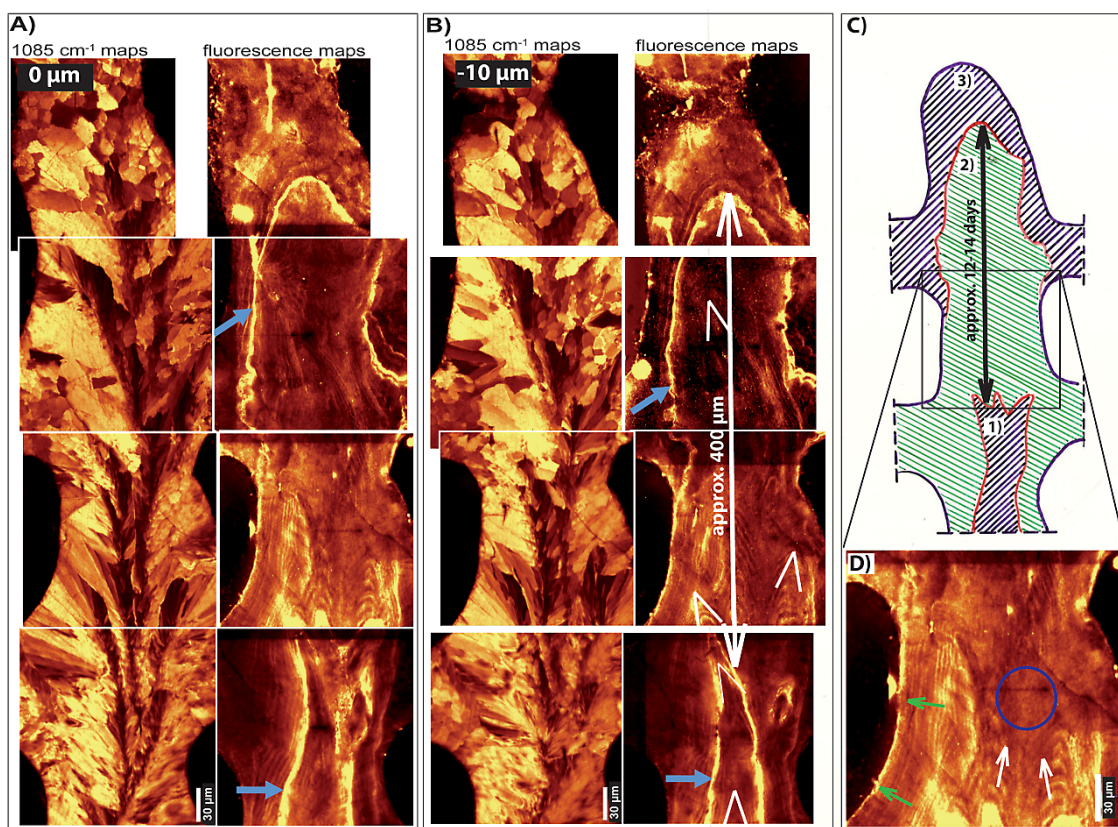 A)
1085 cm⁻¹ maps
fluorescence maps
0 µm
30 µm
B)
1085 cm⁻¹ maps
fluorescence maps
-10 µm
approx. 400 µm
30 µm
C)
3)
2)
approx. 12-14 days
1)
D)
30 µm